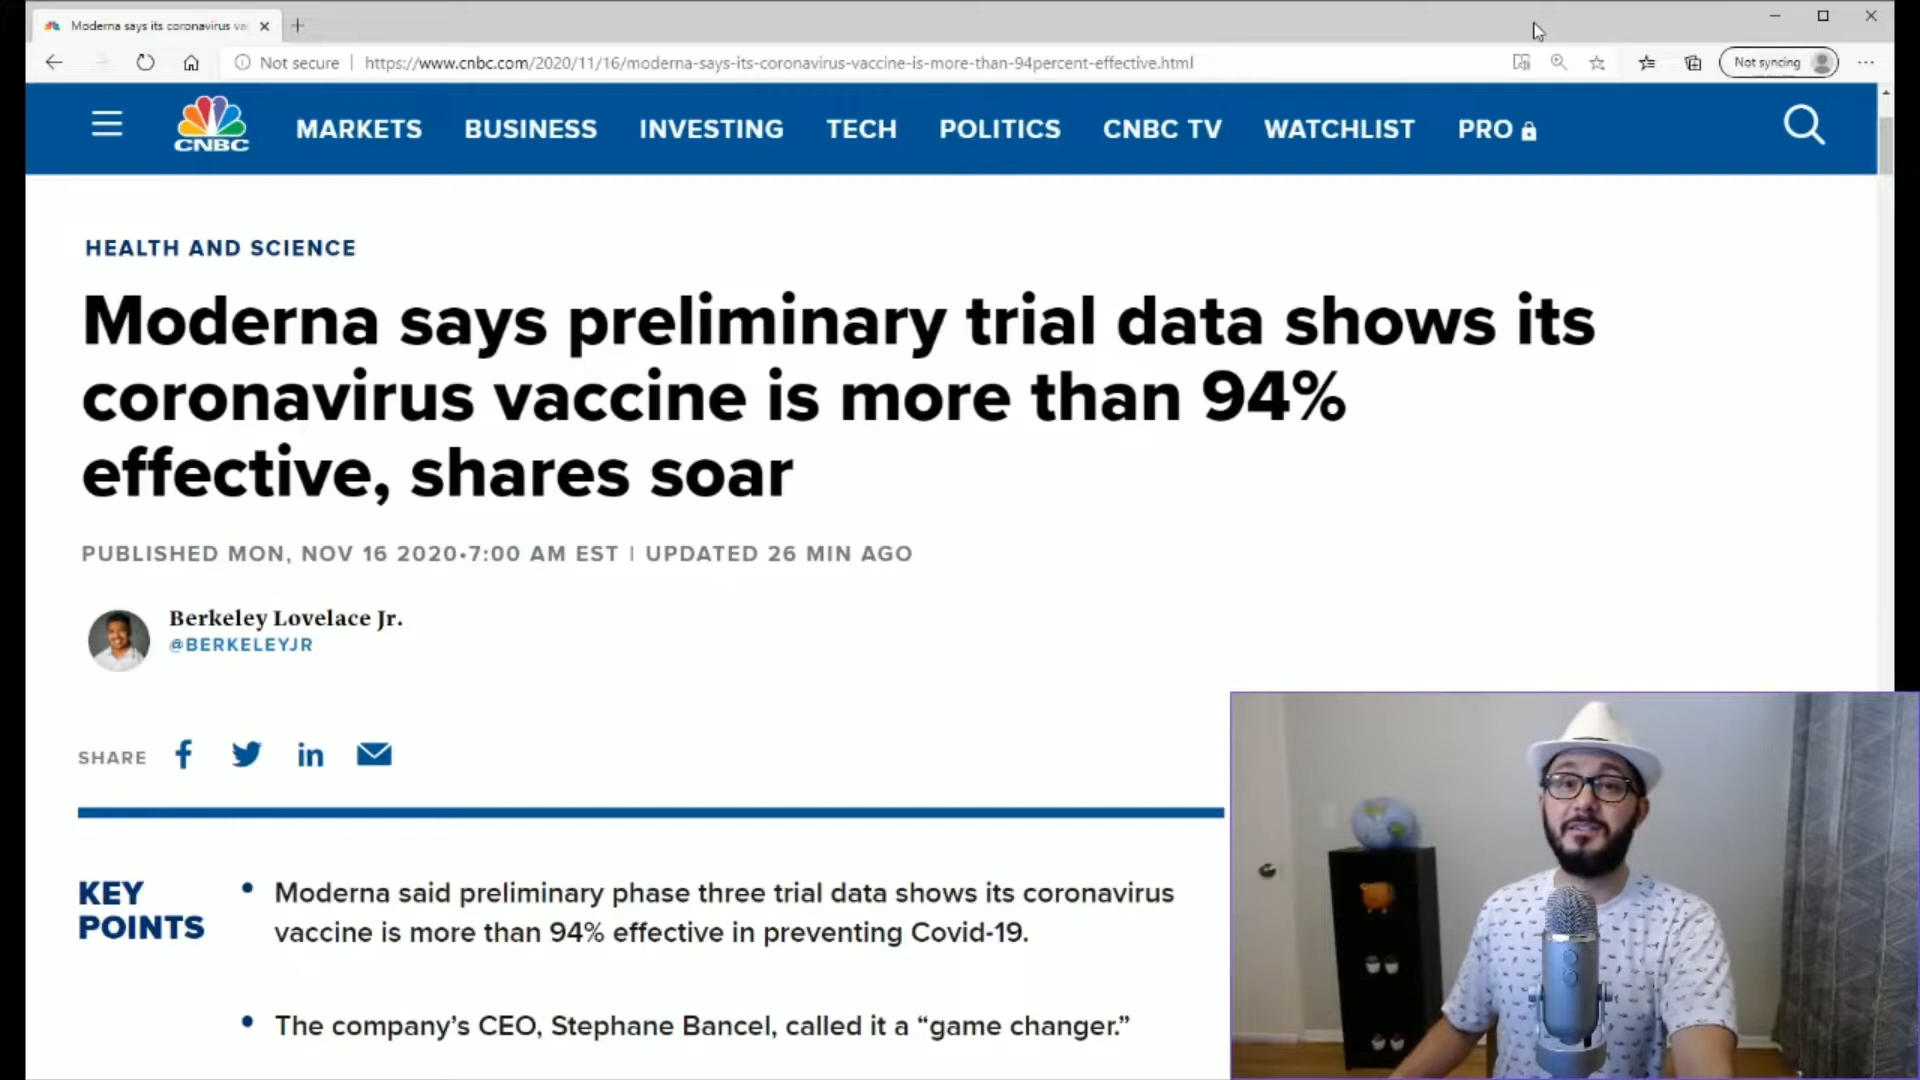 Moderna says its coronavirus va
Not secure
https://www.cnbc.com/2020/11/16/moderna-says-its-coronavirus-vaccine-is-more-than-94percent-effective.html
Not syncing
CNBC
MARKETS BUSINESS INVESTING TECH POLITICS CNBC TV WATCHLIST PRO
HEALTH AND SCIENCE
Moderna says preliminary trial data shows its
coronavirus vaccine is more than 94%
effective, shares soar
PUBLISHED MON, NOV 16 2020•7:00 AM EST | UPDATED 26 MIN AGO
Berkeley Lovelace Jr.
@BERKELEYJR
SHARE
KEY
POINTS
• Moderna said preliminary phase three trial data shows its coronavirus
vaccine is more than 94% effective in preventing Covid-19.
• The company’s CEO, Stephane Bancel, called it a “game changer.”